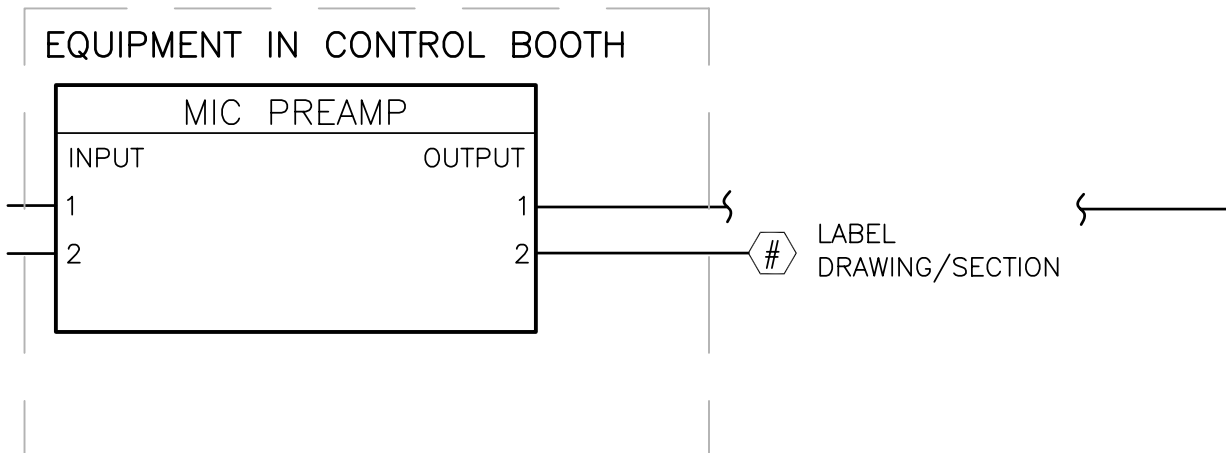 EQUIPMENT IN CONTROL BOOTH
MIC PREAMP
INPUT OUTPUT
1 1
2 2
# LABEL
DRAWING/SECTION